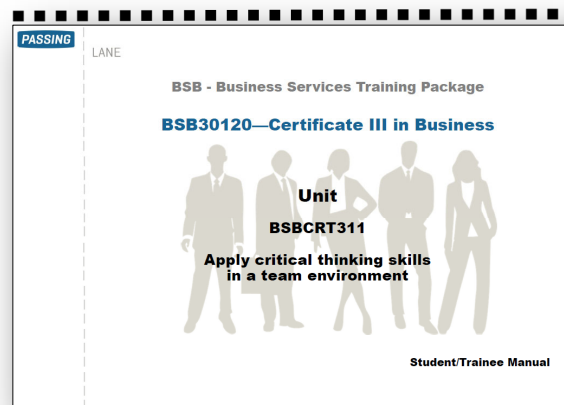 PASSING
LANE
BSB - Business Services Training Package
BSB30120—Certificate III in Business
Unit
BSBCRT311
Apply critical thinking skills
in a team environment
Student/Trainee Manual